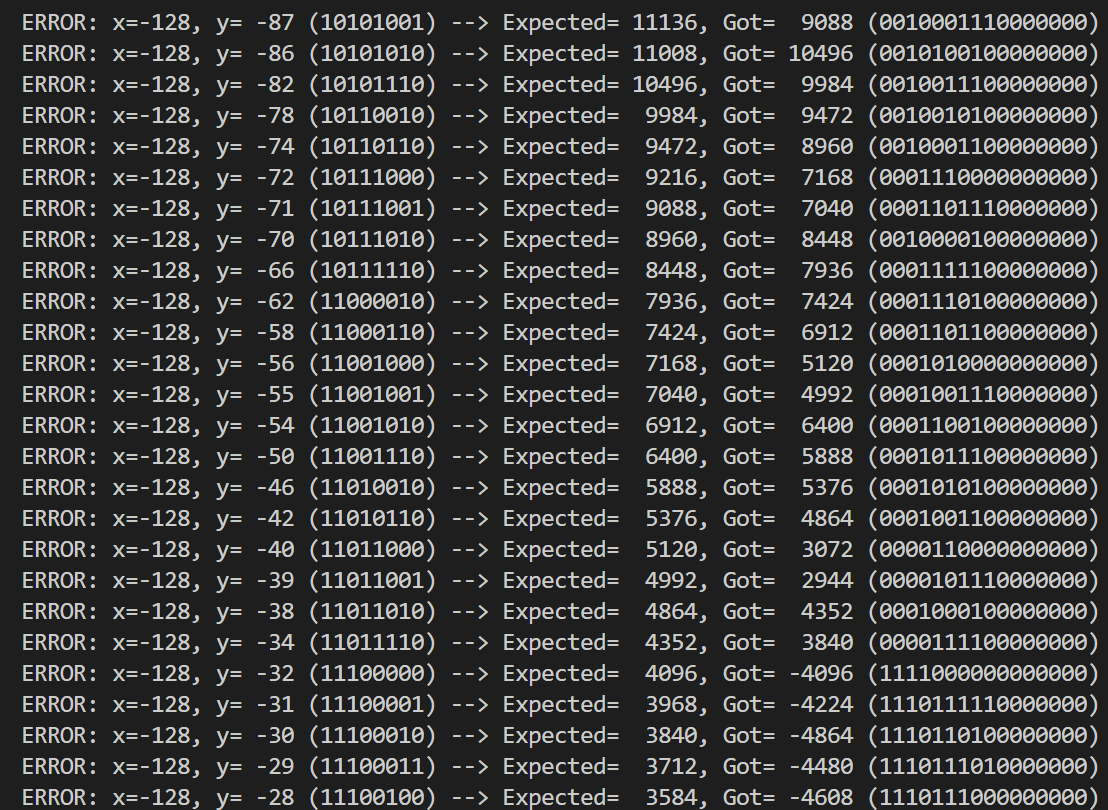 ERROR: x=-128, y= -87 (10101001) --> Expected= 11136, Got=  9088 (0010001110000000)
ERROR: x=-128, y= -86 (10101010) --> Expected= 11008, Got= 10496 (0010100100000000)
ERROR: x=-128, y= -82 (10101110) --> Expected= 10496, Got=  9984 (0010011100000000)
ERROR: x=-128, y= -78 (10110010) --> Expected=  9984, Got=  9472 (0010010100000000)
ERROR: x=-128, y= -74 (10110110) --> Expected=  9472, Got=  8960 (0010001100000000)
ERROR: x=-128, y= -72 (10111000) --> Expected=  9216, Got=  7168 (0001110000000000)
ERROR: x=-128, y= -71 (10111001) --> Expected=  9088, Got=  7040 (0001101110000000)
ERROR: x=-128, y= -70 (10111010) --> Expected=  8960, Got=  8448 (0010000100000000)
ERROR: x=-128, y= -66 (10111110) --> Expected=  8448, Got=  7936 (0001111100000000)
ERROR: x=-128, y= -62 (11000010) --> Expected=  7936, Got=  7424 (0001110100000000)
ERROR: x=-128, y= -58 (11000110) --> Expected=  7424, Got=  6912 (0001101100000000)
ERROR: x=-128, y= -56 (11001000) --> Expected=  7168, Got=  5120 (0001010000000000)
ERROR: x=-128, y= -55 (11001001) --> Expected=  7040, Got=  4992 (0001001110000000)
ERROR: x=-128, y= -54 (11001010) --> Expected=  6912, Got=  6400 (0001100100000000)
ERROR: x=-128, y= -50 (11001110) --> Expected=  6400, Got=  5888 (0001011100000000)
ERROR: x=-128, y= -46 (11010010) --> Expected=  5888, Got=  5376 (0001010100000000)
ERROR: x=-128, y= -42 (11010110) --> Expected=  5376, Got=  4864 (0001001100000000)
ERROR: x=-128, y= -40 (11011000) --> Expected=  5120, Got=  3072 (0000110000000000)
ERROR: x=-128, y= -39 (11011001) --> Expected=  4992, Got=  2944 (0000101110000000)
ERROR: x=-128, y= -38 (11011010) --> Expected=  4864, Got=  4352 (0001000100000000)
ERROR: x=-128, y= -34 (11011110) --> Expected=  4352, Got=  3840 (0000111100000000)
ERROR: x=-128, y= -32 (11100000) --> Expected=  4096, Got= -4096 (1111000000000000)
ERROR: x=-128, y= -31 (11100001) --> Expected=  3968, Got= -4224 (1110111110000000)
ERROR: x=-128, y= -30 (11100010) --> Expected=  3840, Got= -4864 (1110110100000000)
ERROR: x=-128, y= -29 (11100011) --> Expected=  3712, Got= -4480 (1110111010000000)
ERROR: x=-128, y= -28 (11100100) --> Expected=  3584, Got= -4608 (1110111000000000)